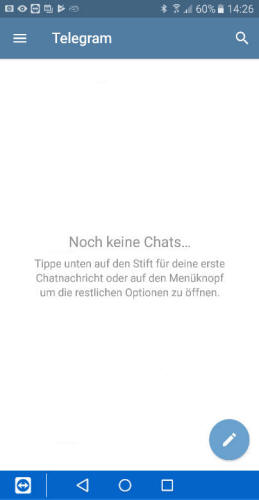 60% 14:26
Telegram
Noch keine Chats...
Tippe unten auf den Stift für deine erste
Chatnachricht oder auf den Menüknopf
um die restlichen Optionen zu öffnen.